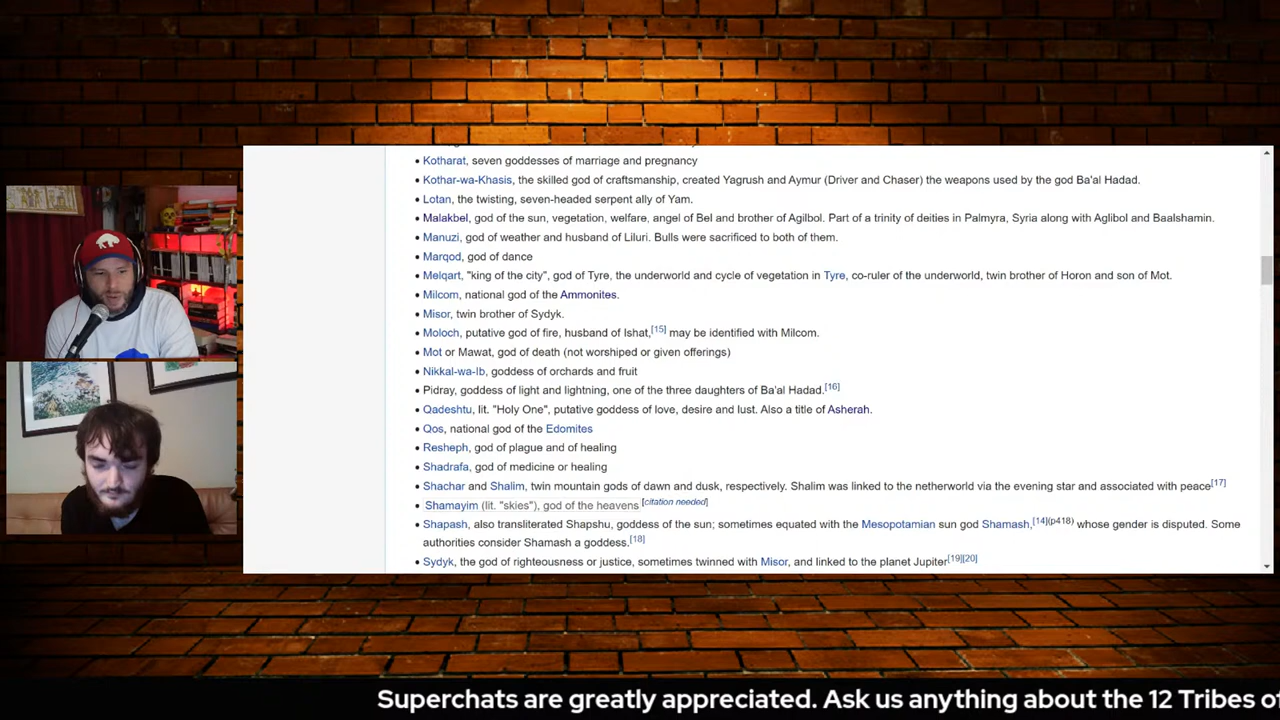 • Kotharat, seven goddesses of marriage and pregnancy
• Kothar-wa-Khasis, the skilled god of craftsmanship, created Yagrush and Aymur (Driver and Chaser) the weapons used by the god Ba'al Hadad.
• Lotan, the twisting, seven-headed serpent ally of Yam.
• Malakbel, god of the sun, vegetation, welfare, angel of Bel and brother of Agilbol. Part of a trinity of deities in Palmyra, Syria along with Aglibol and Baalshamin.
• Manuzi, god of weather and husband of Liluri. Bulls were sacrificed to both of them.
• Marqod, god of dance
• Melqart, "king of the city", god of Tyre, the underworld and cycle of vegetation in Tyre, co-ruler of the underworld, twin brother of Horon and son of Mot.
• Milcom, national god of the Ammonites.
• Misor, twin brother of Sydyk.
• Moloch, putative god of fire, husband of Ishat,[15] may be identified with Milcom.
• Mot or Mawat, god of death (not worshiped or given offerings)
• Nikkal-wa-Ib, goddess of orchards and fruit
• Pidray, goddess of light and lightning, one of the three daughters of Ba'al Hadad.[16]
• Qadeshtu, lit. "Holy One", putative goddess of love, desire and lust. Also a title of Asherah.
• Qos, national god of the Edomites
• Resheph, god of plague and of healing
• Shadrafa, god of medicine or healing
• Shachar and Shalim, twin mountain gods of dawn and dusk, respectively. Shalim was linked to the netherworld via the evening star and associated with peace[17]
• Shamayim (lit. "skies"), god of the heavens[citation needed]
• Shapash, also transliterated Shapshu, goddess of the sun; sometimes equated with the Mesopotamian sun god Shamash,[14](p418) whose gender is disputed. Some
authorities consider Shamash a goddess.[18]
• Sydyk, the god of righteousness or justice, sometimes twinned with Misor, and linked to the planet Jupiter[19][20]
Superchats are greatly appreciated. Ask us anything about the 12 Tribes of